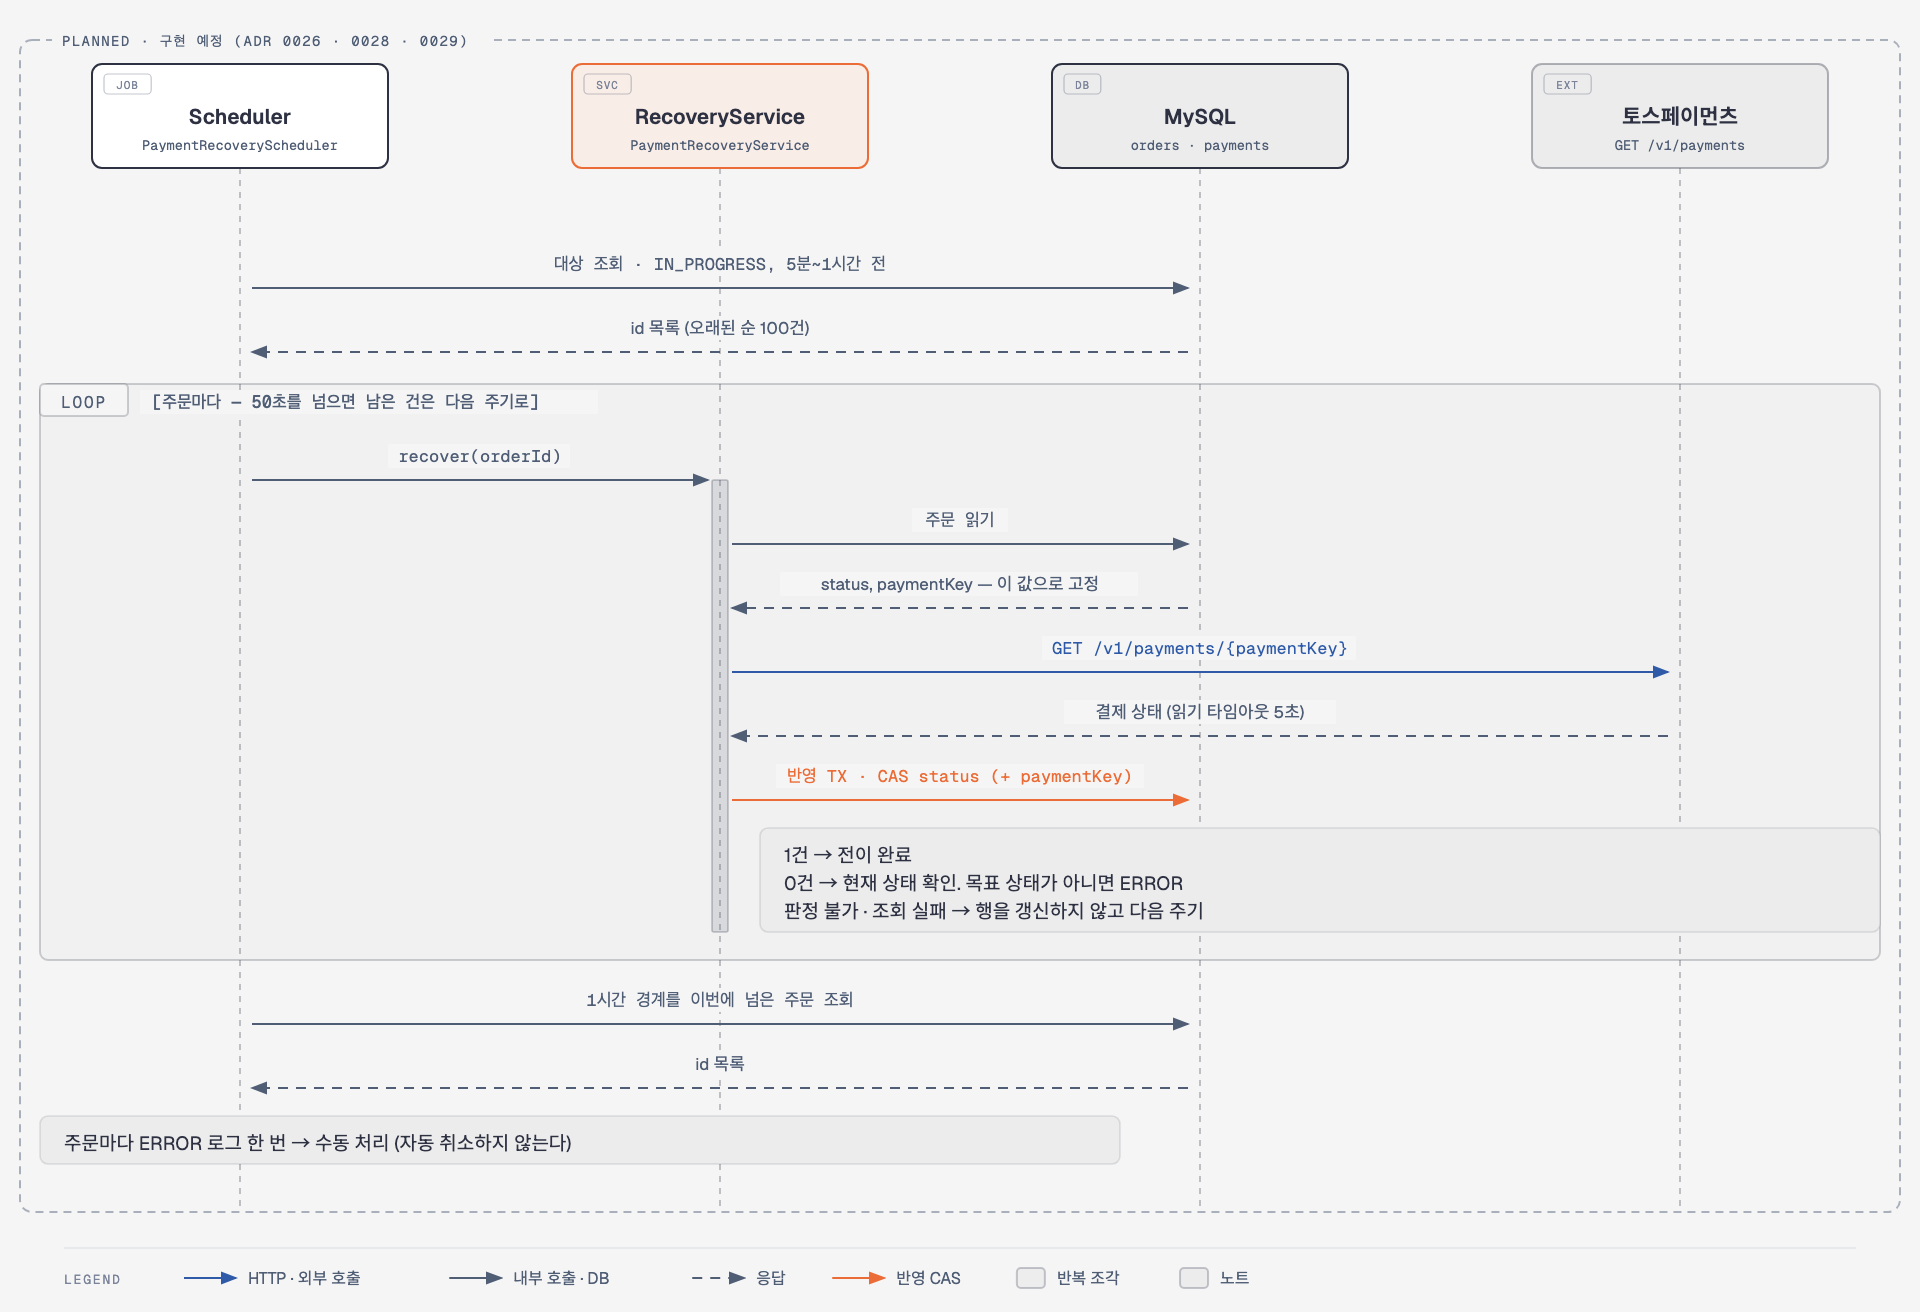 PLANNED · 구현 예정 (ADR 0026 · 0028 · 0029)
JOB
Scheduler
PaymentRecoveryScheduler
SVC
RecoveryService
PaymentRecoveryService
DB
MySQL
orders · payments
EXT
토스페이먼츠
GET /v1/payments
대상 조회 · IN_PROGRESS, 5분~1시간 전
id 목록 (오래된 순 100건)
LOOP
[주문마다 — 50초를 넘으면 남은 건은 다음 주기로]
recover(orderId)
주문 읽기
status, paymentKey — 이 값으로 고정
GET /v1/payments/{paymentKey}
결제 상태 (읽기 타임아웃 5초)
반영 TX · CAS status (+ paymentKey)
1건 → 전이 완료
0건 → 현재 상태 확인. 목표 상태가 아니면 ERROR
판정 불가 · 조회 실패 → 행을 갱신하지 않고 다음 주기
1시간 경계를 이번에 넘은 주문 조회
id 목록
주문마다 ERROR 로그 한 번 → 수동 처리 (자동 취소하지 않는다)
LEGEND
HTTP · 외부 호출
내부 호출 · DB
응답
반영 CAS
반복 조각
노트